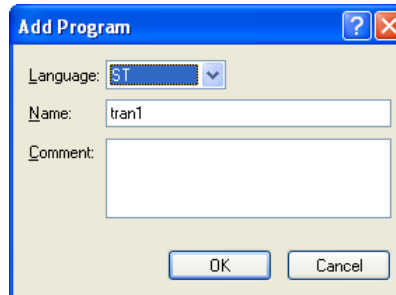 Add Program
Language: ST
Name: tran1
Comment:
OK Cancel